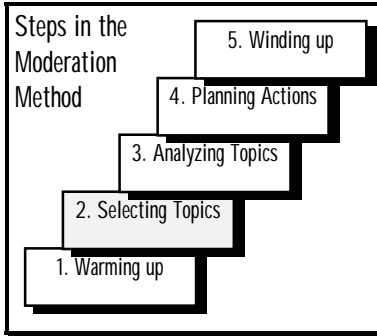 Steps in the
Moderation
Method
5. Winding up
4. Planning Actions
3. Analyzing Topics
2. Selecting Topics
1. Warming up